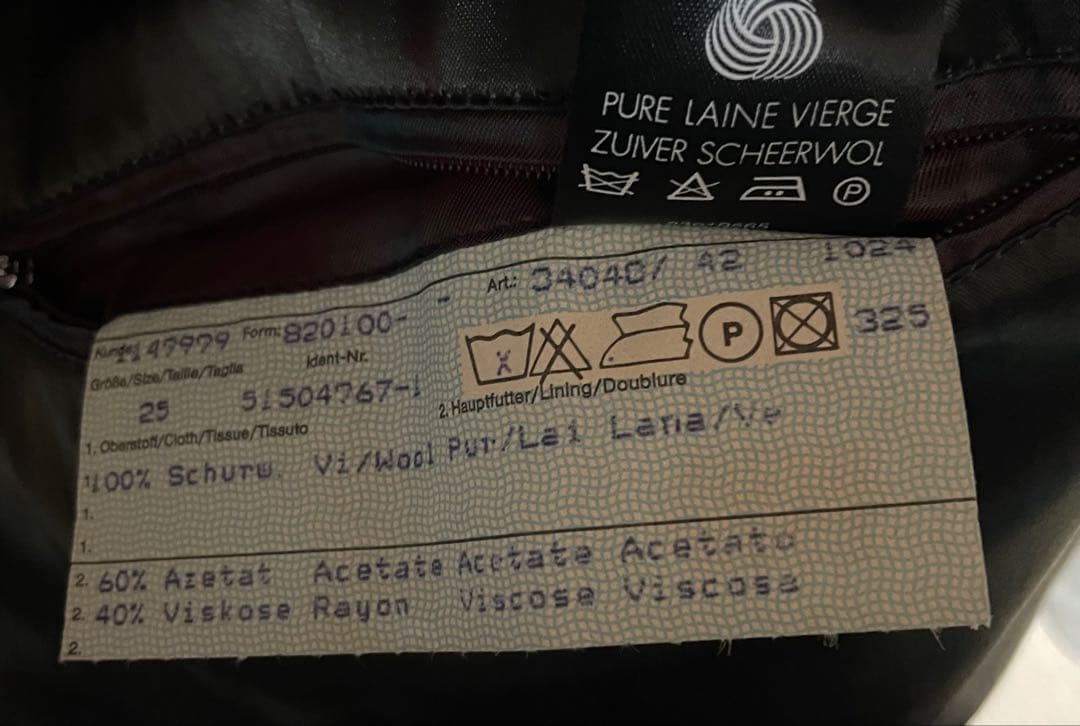 PURE LAINE VIERGE
ZUIVER SCHEERWOL
P
Art.: 34040/ 42 1024
147979 Form: 820100-
Größe/Size/Taille/Taglia Ident-Nr.
P 325
25 51504767-1
2. Hauptfutter/Lining/Doublure
1. Oberstoff/Cloth/Tissue/Tissuto
100% Schurw. Vi/Wool Pur/Lai Lana/Ve
1.
1.
2. 60% Azetat Acetate Acetate Acetato
2. 40% Viskose Rayon Viscose Viscosa
2.